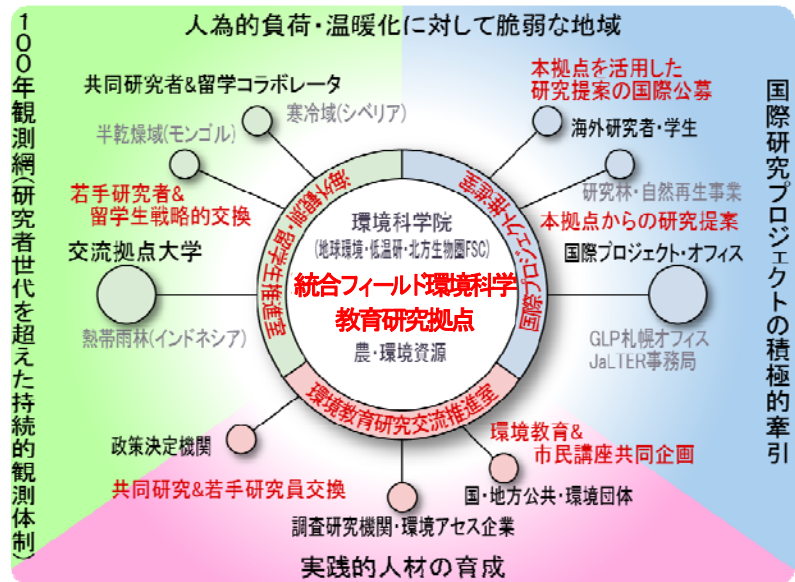 人為的負荷・温暖化に対して脆弱な地域
100年観測網(研究者世代を超えた持続的観測体制)
共同研究者&留学コラボレータ
寒冷域(シベリア)
半乾燥域(モンゴル)
若手研究者&
留学生戦略的交換
交流拠点大学
熱帯雨林(インドネシア)
本拠点を活用した
研究提案の国際公募
海外研究者・学生
研究林・自然再生事業
本拠点からの研究提案
国際プロジェクト・オフィス
GLP札幌オフィス
JaLTER事務局
国際研究プロジェクトの積極的牽引
海外観測・留学生推進室
国際プロジェクト推進室
環境科学院
(地球環境・低温研・北方生物圏FSC)
統合フィールド環境科学
教育研究拠点
農・環境資源
環境教育研究交流推進室
政策決定機関
共同研究&若手研究員交換
環境教育&
市民講座共同企画
国・地方公共・環境団体
調査研究機関・環境アセス企業
実践的人材の育成